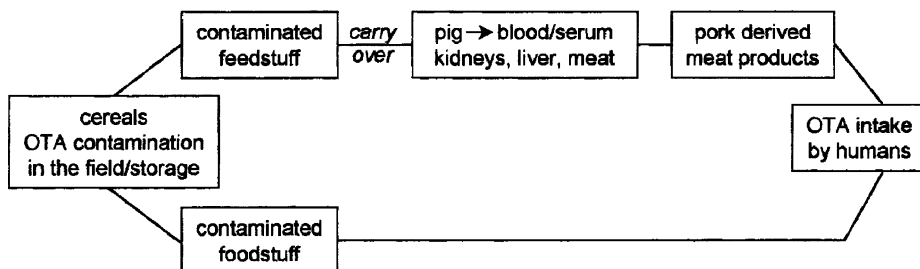 contaminated
feedstuff
carry
over
pig → blood/serum
kidneys, liver, meat
pork derived
meat products
cereals
OTA contamination
in the field/storage
OTA intake
by humans
contaminated
foodstuff